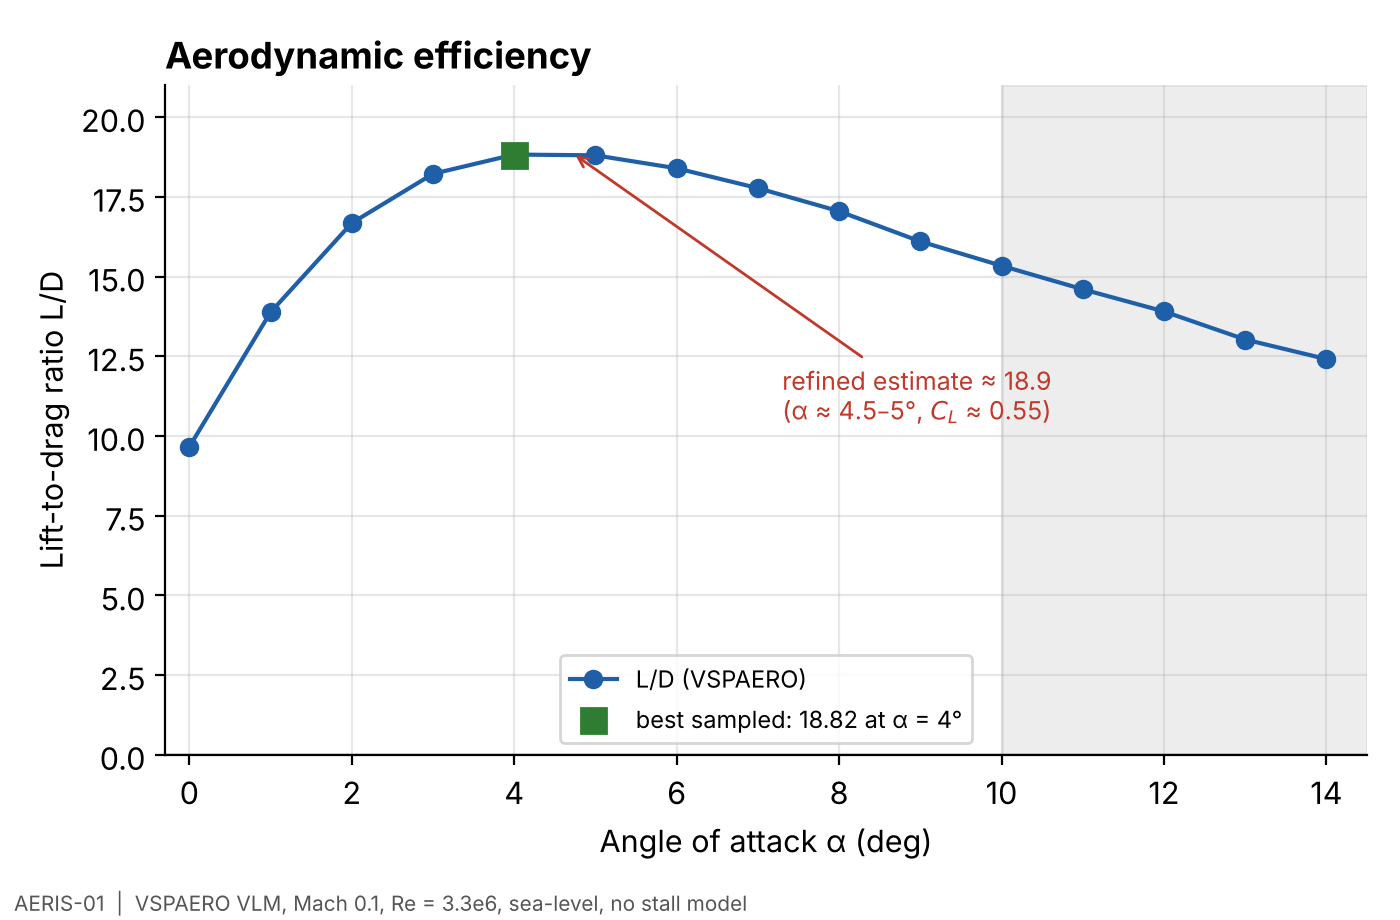 Aerodynamic efficiency
Lift-to-drag ratio L/D
20.0
17.5
15.0
12.5
10.0
7.5
5.0
2.5
0.0
refined estimate ≈ 18.9
(α ≈ 4.5–5°, C_L ≈ 0.55)
L/D (VSPAERO)
best sampled: 18.82 at α = 4°
0 2 4 6 8 10 12 14
Angle of attack α (deg)
AERIS-01 | VSPAERO VLM, Mach 0.1, Re = 3.3e6, sea-level, no stall model